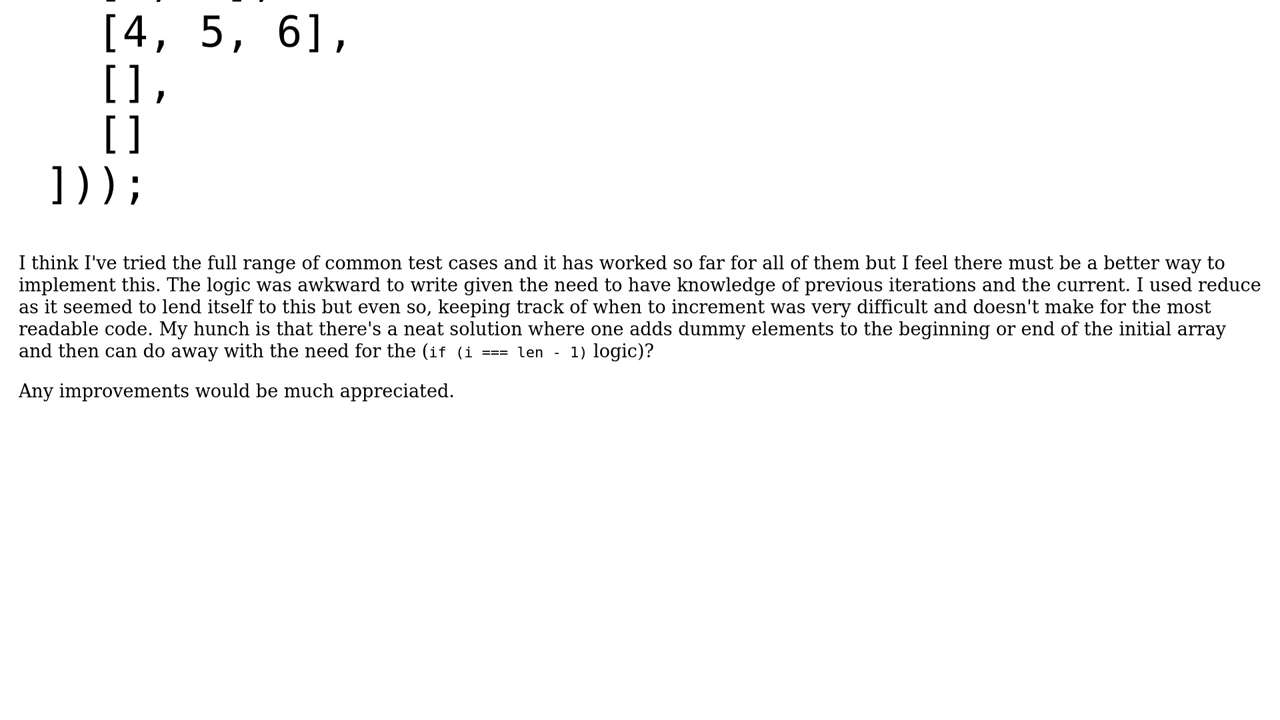 [4, 5, 6],
[],
[]
]));
I think I've tried the full range of common test cases and it has worked so far for all of them but I feel there must be a better way to
implement this. The logic was awkward to write given the need to have knowledge of previous iterations and the current. I used reduce
as it seemed to lend itself to this but even so, keeping track of when to increment was very difficult and doesn't make for the most
readable code. My hunch is that there's a neat solution where one adds dummy elements to the beginning or end of the initial array
and then can do away with the need for the (if (i === len - 1) logic)?
Any improvements would be much appreciated.